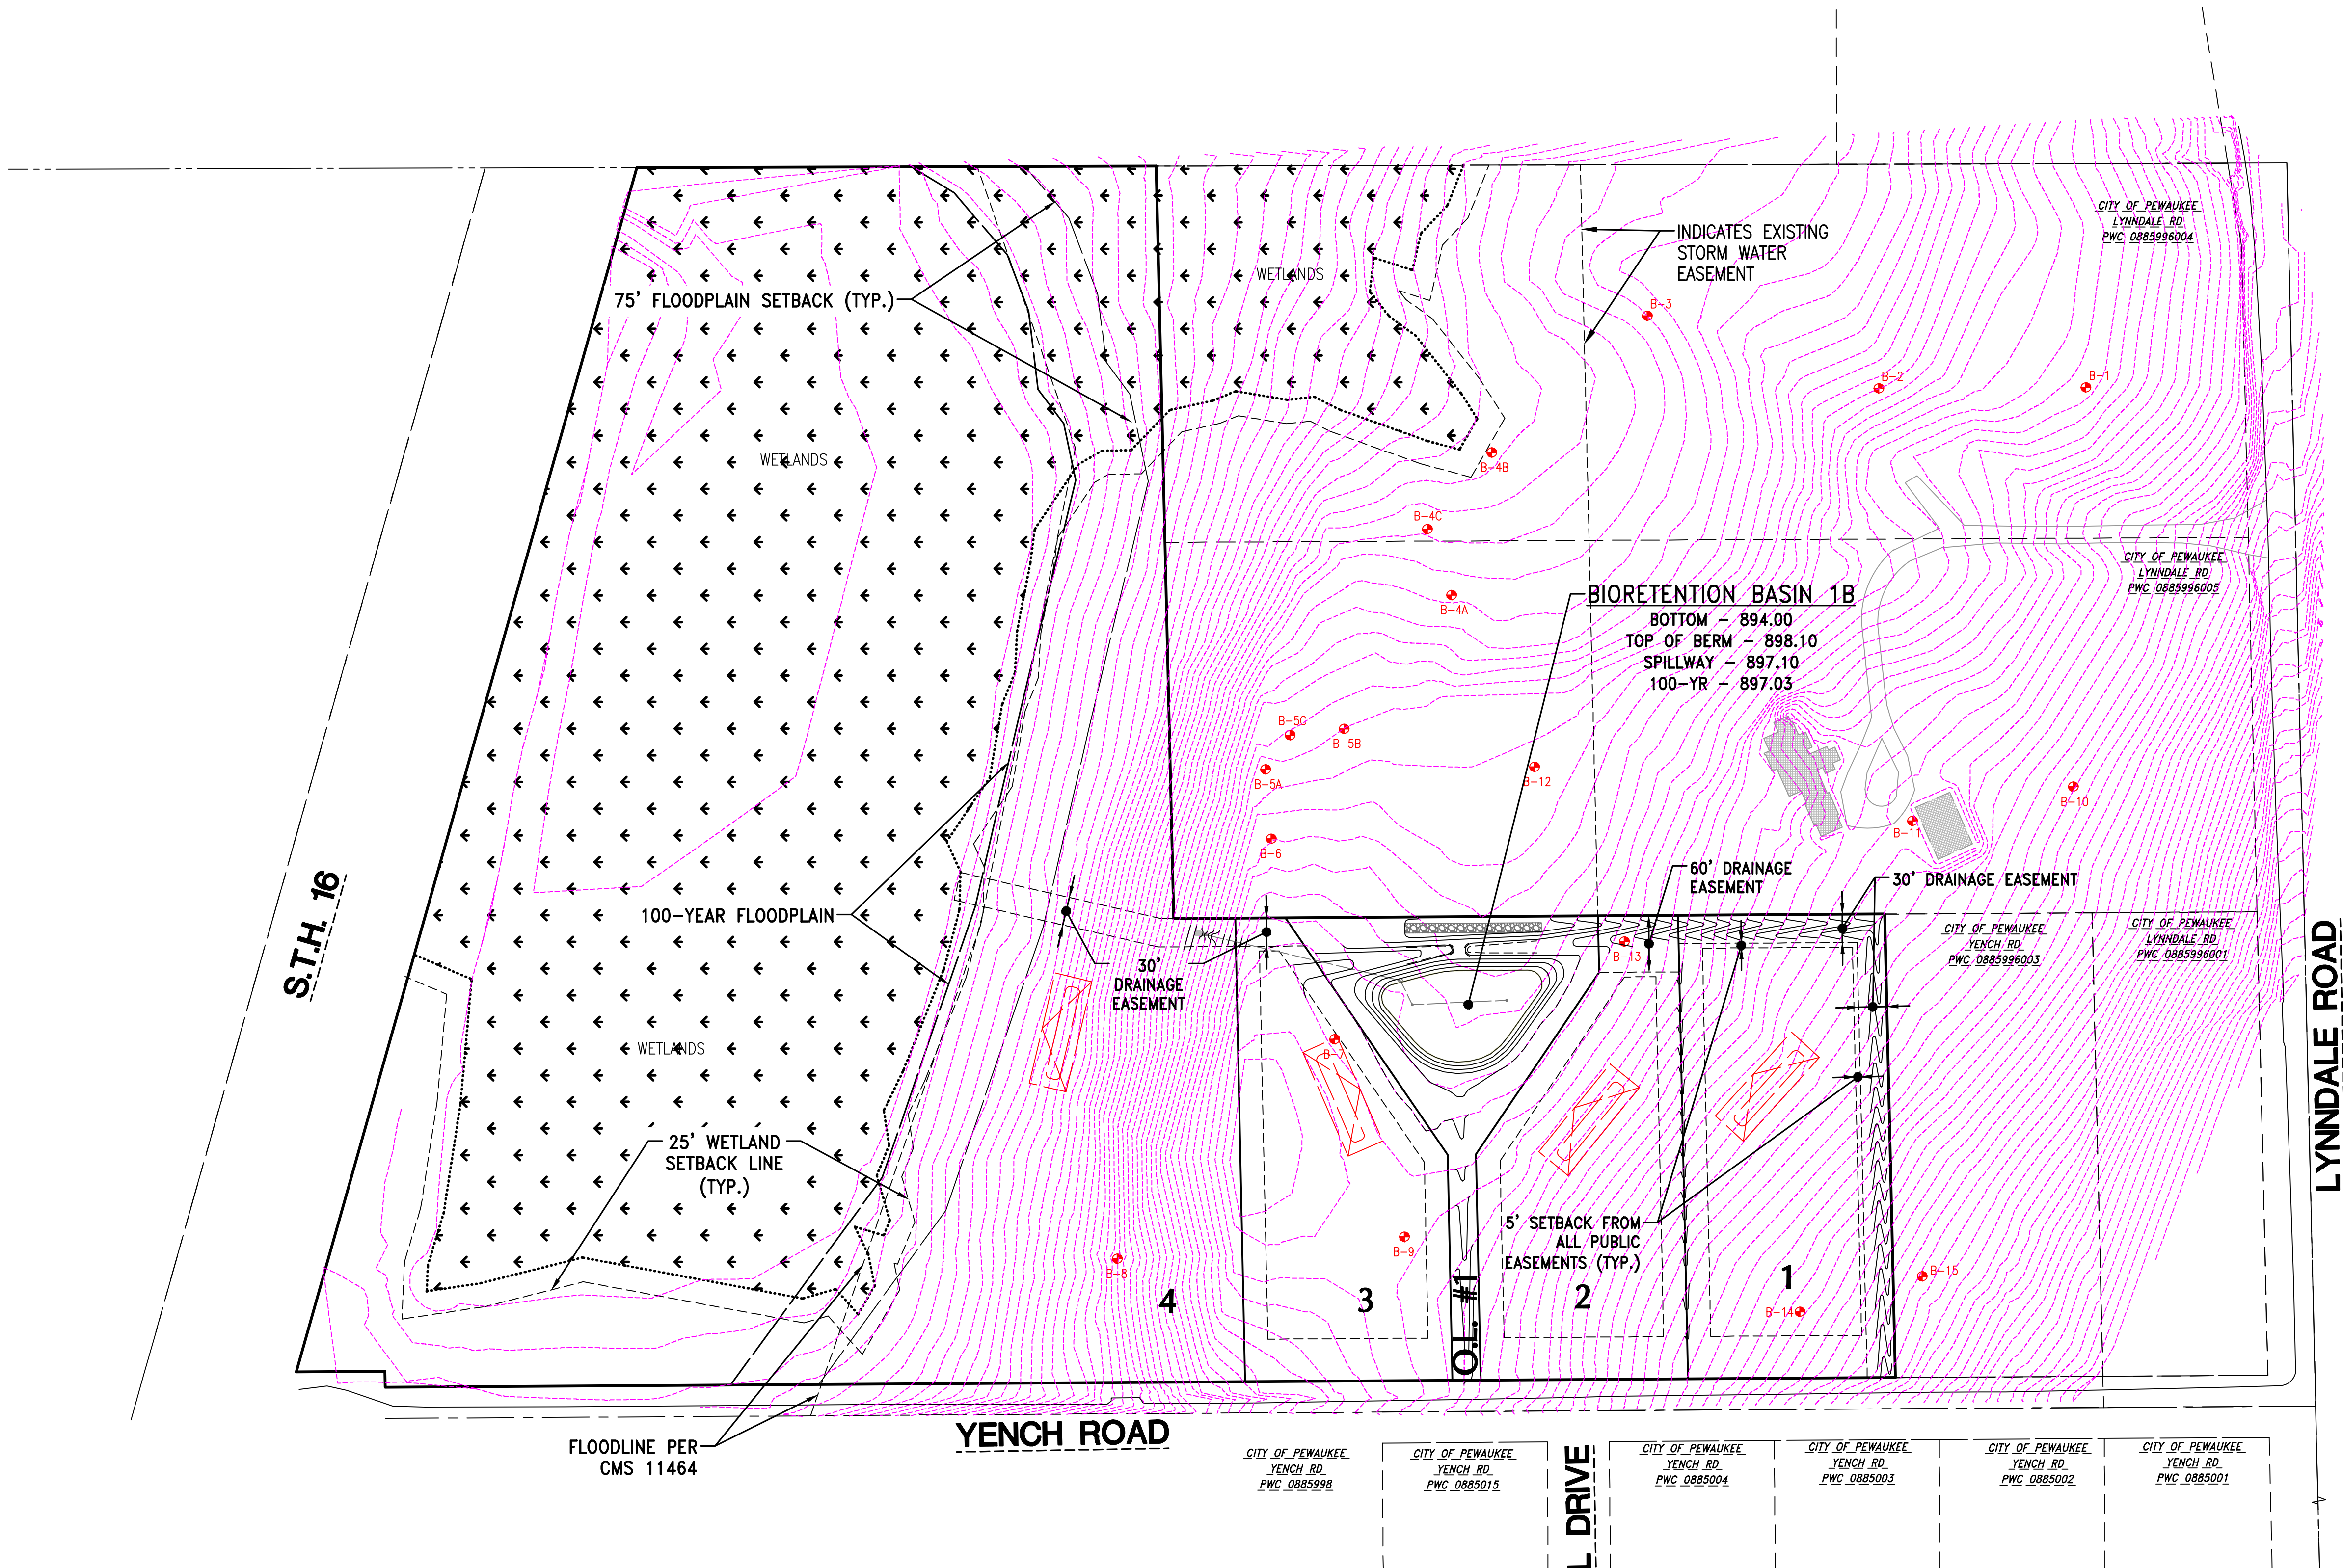 CITY OF PEWAUKEE
LYNNDALE RD
PWC 0885996004
INDICATES EXISTING
STORM WATER
EASEMENT
WETLANDS
75' FLOODPLAIN SETBACK (TYP.)
B-3
B-2
B-1
WETLANDS
B-4B
B-4C
CITY OF PEWAUKEE
LYNNDALE RD
PWC 0885996005
BIORETENTION BASIN 1B
BOTTOM - 894.00
TOP OF BERM - 898.10
SPILLWAY - 897.10
100-YR - 897.03
B-4A
B-5C
B-5B
B-5A
B-12
B-10
B-11
B-6
S.T.H. 16
60' DRAINAGE
EASEMENT
30' DRAINAGE EASEMENT
100-YEAR FLOODPLAIN
CITY OF PEWAUKEE
YENCH RD
PWC 0885996003
CITY OF PEWAUKEE
LYNNDALE RD
PWC 0885996001
B-13
30'
DRAINAGE
EASEMENT
LYNNDALE ROAD
WETLANDS
B-7
25' WETLAND
SETBACK LINE
(TYP.)
5' SETBACK FROM
ALL PUBLIC
EASEMENTS (TYP.)
B-9
B-8
B-15
B-14
4
3
O.L. #1
2
1
FLOODLINE PER
CMS 11464
YENCH ROAD
CITY OF PEWAUKEE
YENCH RD
PWC 0885998
CITY OF PEWAUKEE
YENCH RD
PWC 0885015
L DRIVE
CITY OF PEWAUKEE
YENCH RD
PWC 0885004
CITY OF PEWAUKEE
YENCH RD
PWC 0885003
CITY OF PEWAUKEE
YENCH RD
PWC 0885002
CITY OF PEWAUKEE
YENCH RD
PWC 0885001